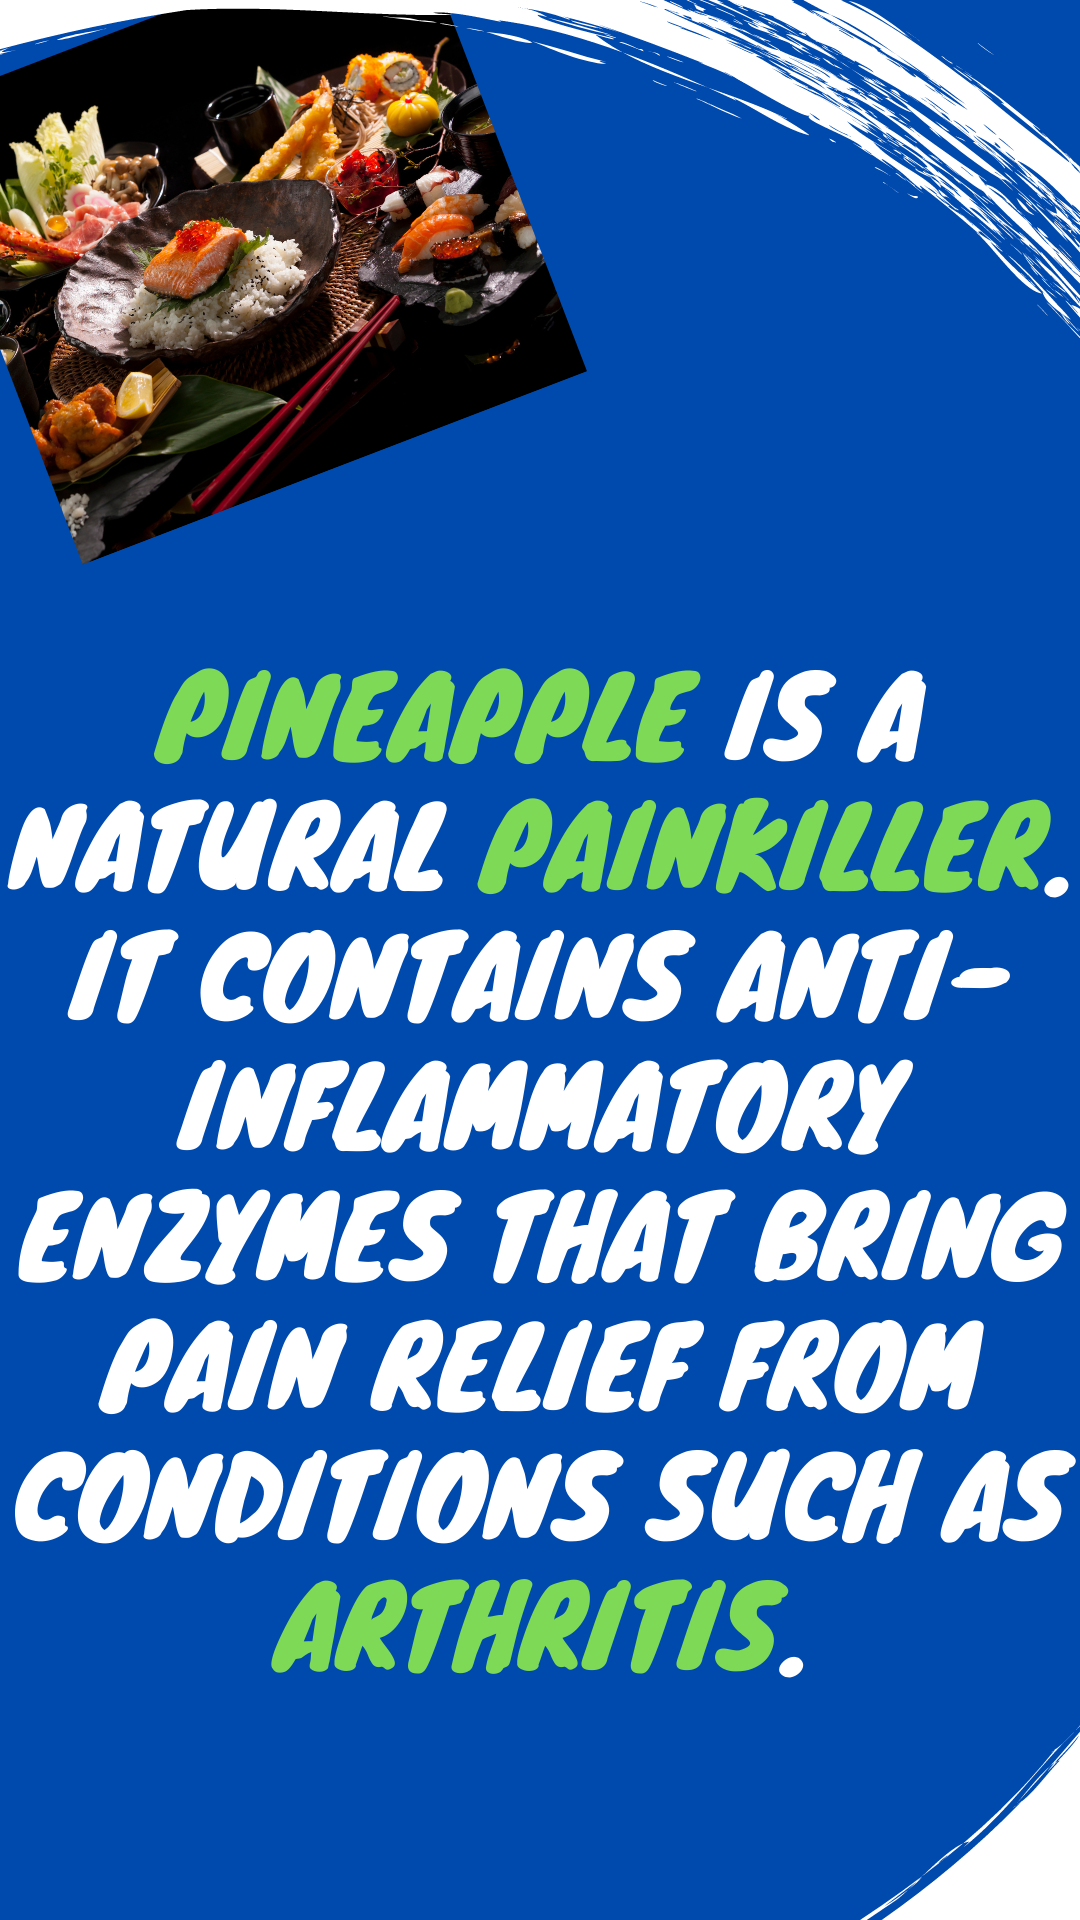 PINEAPPLE IS A
NATURAL PAINKILLER.
IT CONTAINS ANTI-
INFLAMMATORY
ENZYMES THAT BRING
PAIN RELIEF FROM
CONDITIONS SUCH AS
ARTHRITIS.